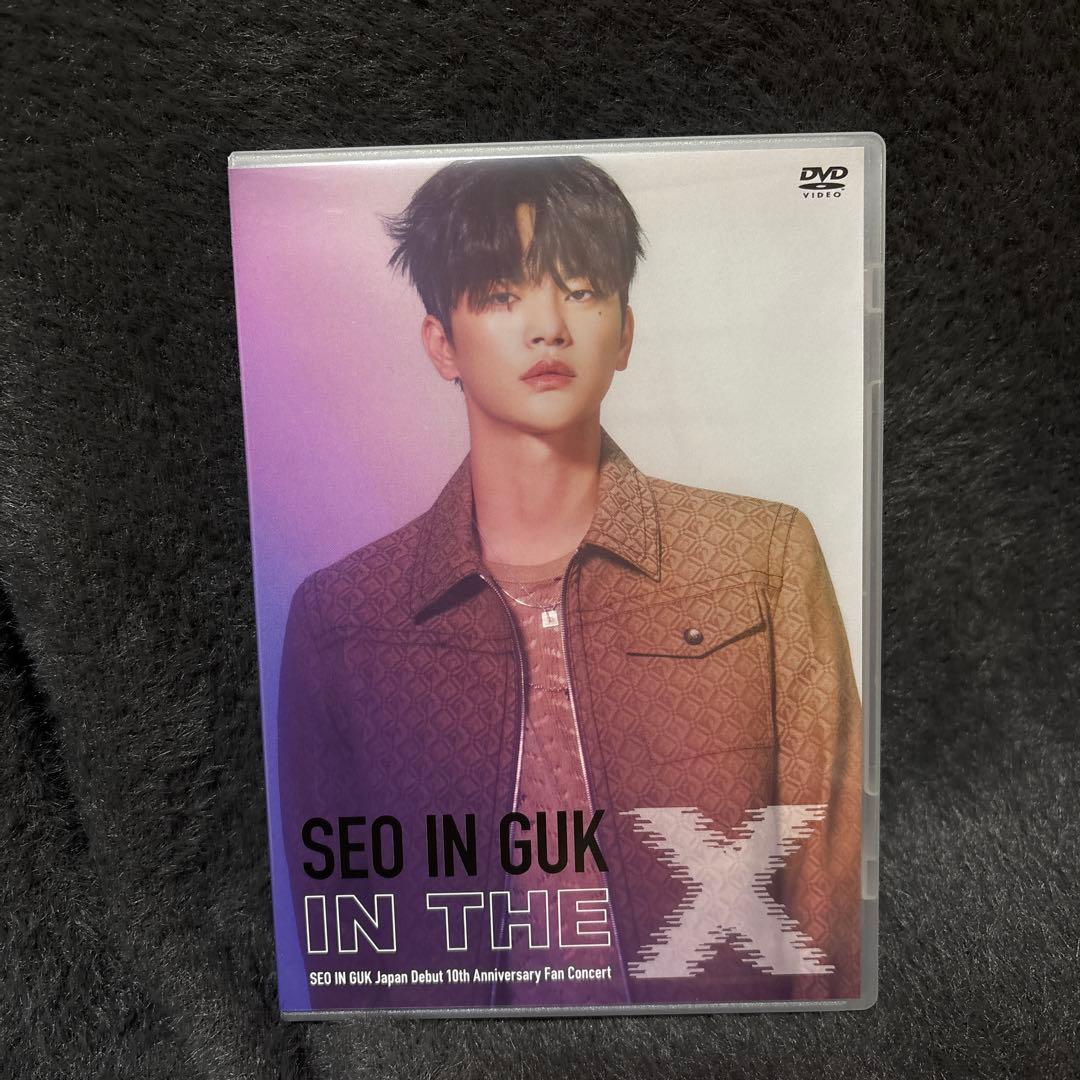 DVD
VIDEO
SEO IN GUK
IN THE X
SEO IN GUK Japan Debut 10th Anniversary Fan Concert